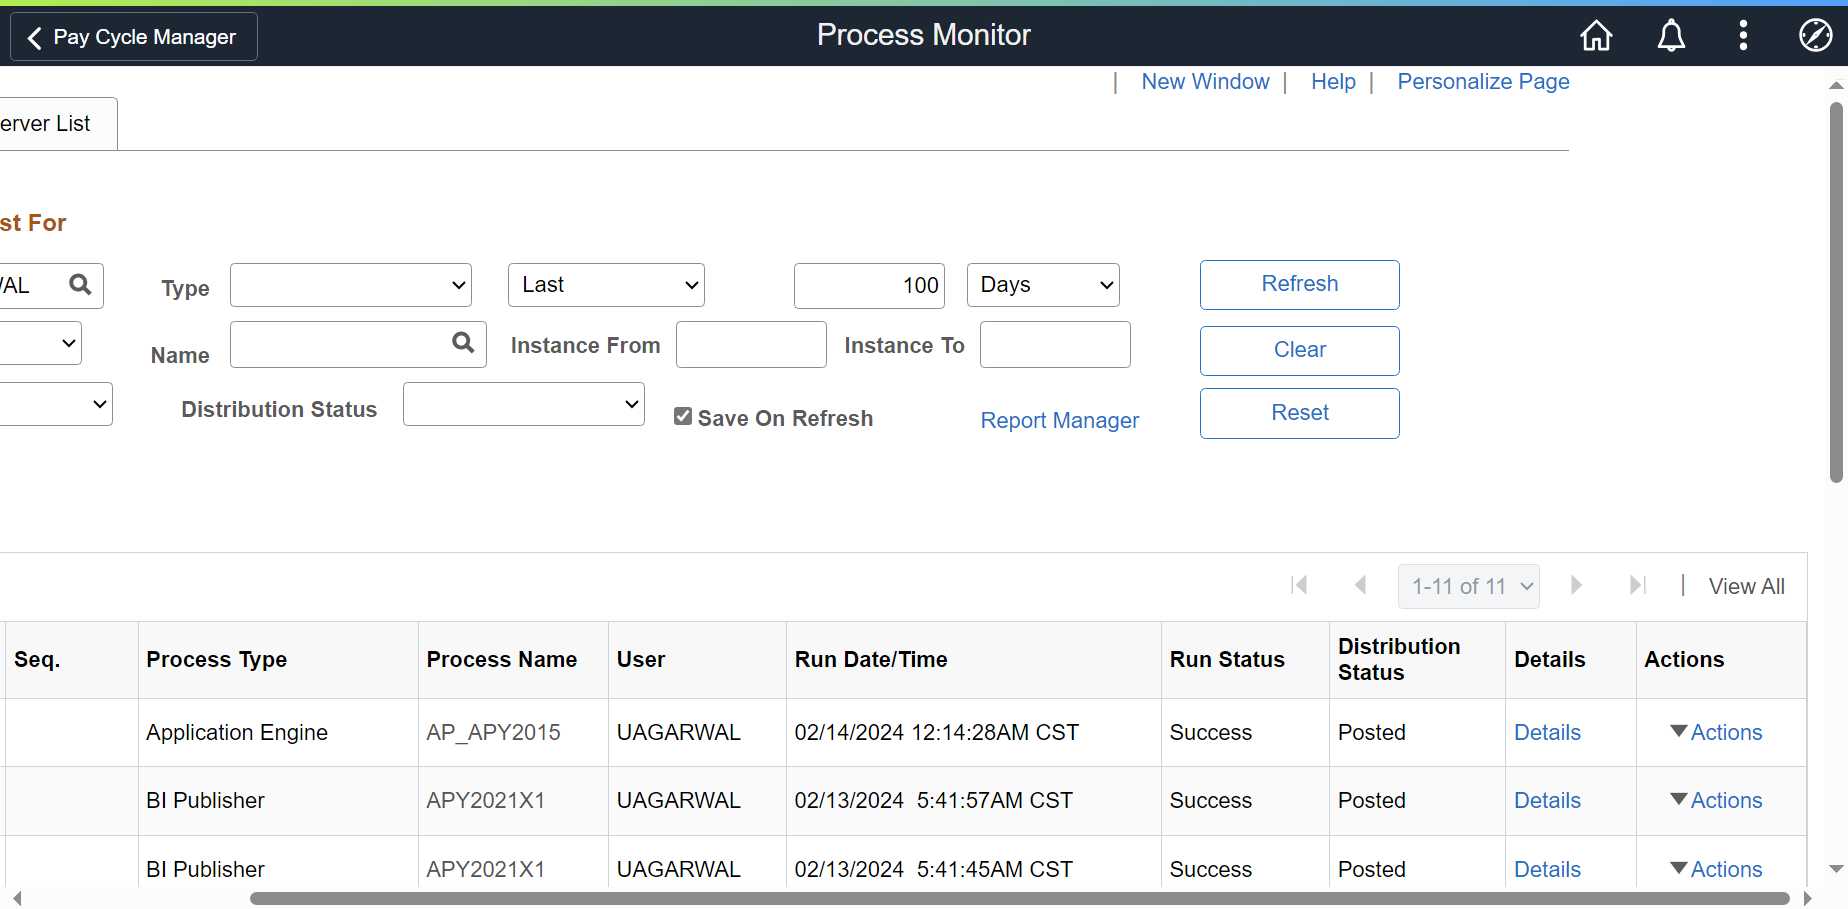 Pay Cycle Manager
Process Monitor
| New Window | Help | Personalize Page
erver List
st For
AL Type Last 100 Days Refresh
Name Instance From Instance To Clear
Distribution Status Save On Refresh Report Manager Reset
1-11 of 11 | View All
Seq. Process Type Process Name User Run Date/Time Run Status Distribution Status Details Actions
Application Engine AP_APY2015 UAGARWAL 02/14/2024 12:14:28AM CST Success Posted Details Actions
BI Publisher APY2021X1 UAGARWAL 02/13/2024 5:41:57AM CST Success Posted Details Actions
BI Publisher APY2021X1 UAGARWAL 02/13/2024 5:41:45AM CST Success Posted Details Actions